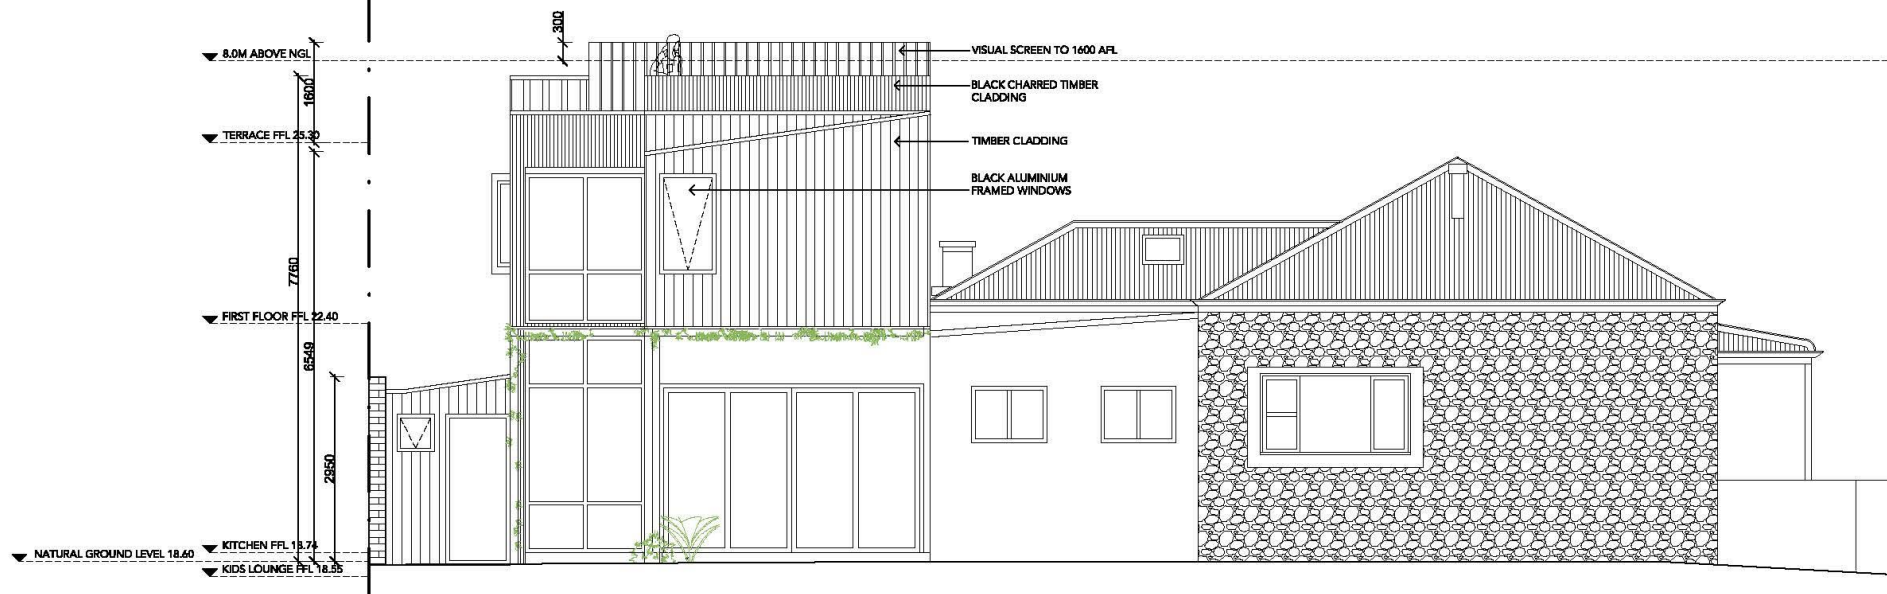 300
8.0M ABOVE NGL
VISUAL SCREEN TO 1600 AFL
1600
BLACK CHARRED TIMBER
CLADDING
TERRACE FFL 25.30
TIMBER CLADDING
BLACK ALUMINIUM
FRAMED WINDOWS
7760
FIRST FLOOR FFL 22.40
6549
2950
KITCHEN FFL 18.74
NATURAL GROUND LEVEL 18.60
KIDS LOUNGE FFL 18.55